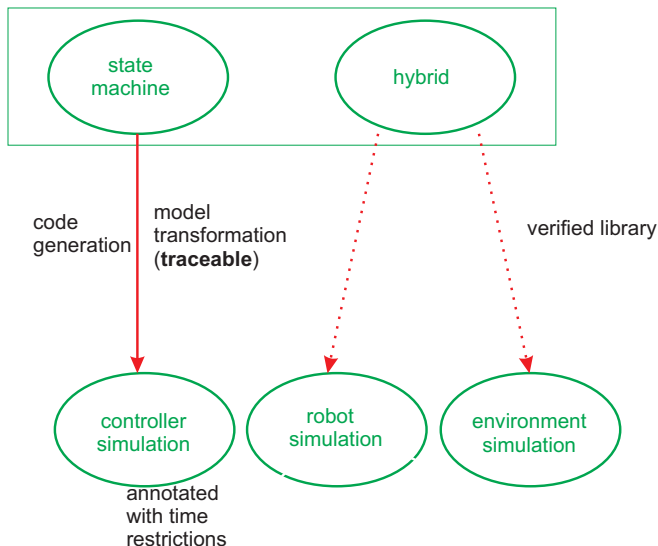 state
machine
hybrid
code
generation
model
transformation
(traceable)
verified library
controller
simulation
robot
simulation
environment
simulation
annotated
with time
restrictions